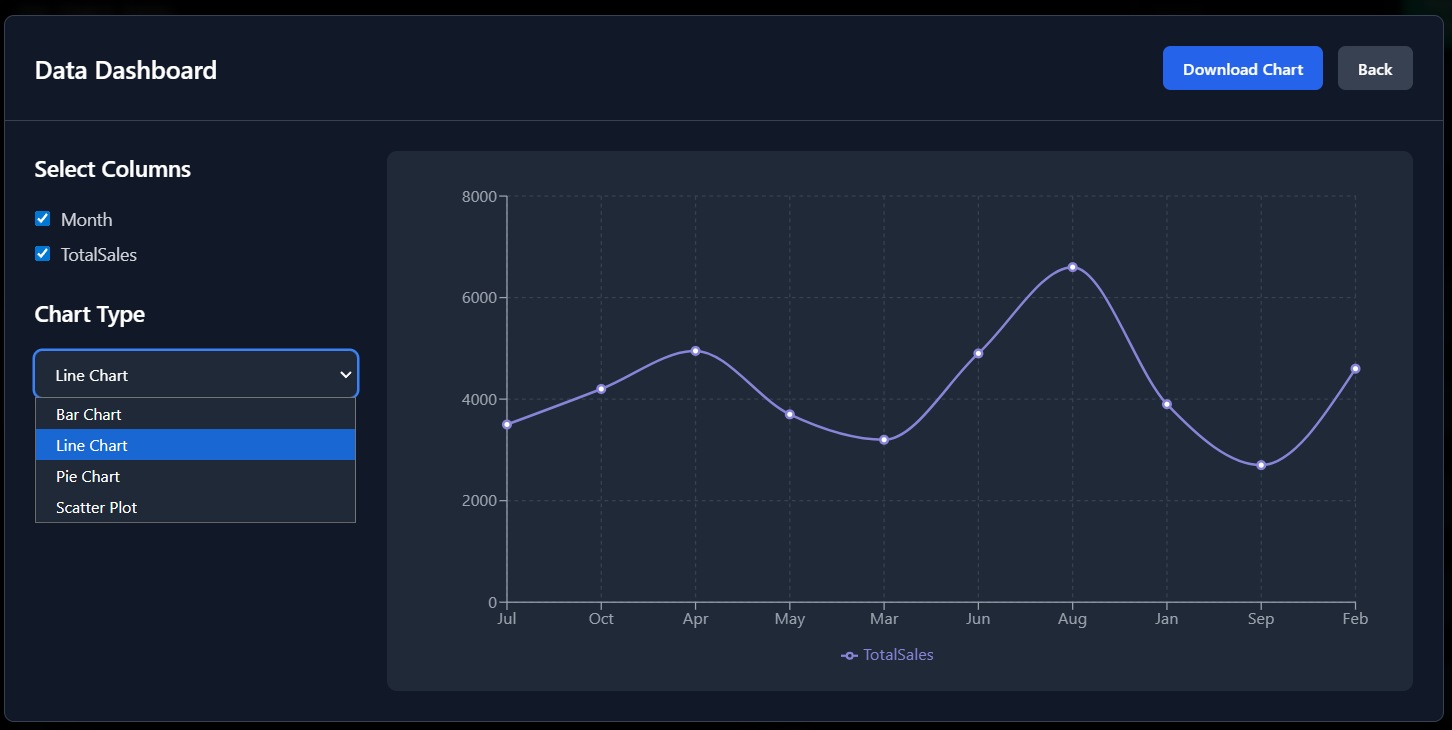 Data Dashboard
Download Chart
Back
Select Columns
Month
TotalSales
Chart Type
Line Chart
Bar Chart
Line Chart
Pie Chart
Scatter Plot
8000
6000
4000
2000
0
Jul Oct Apr May Mar Jun Aug Jan Sep Feb
TotalSales